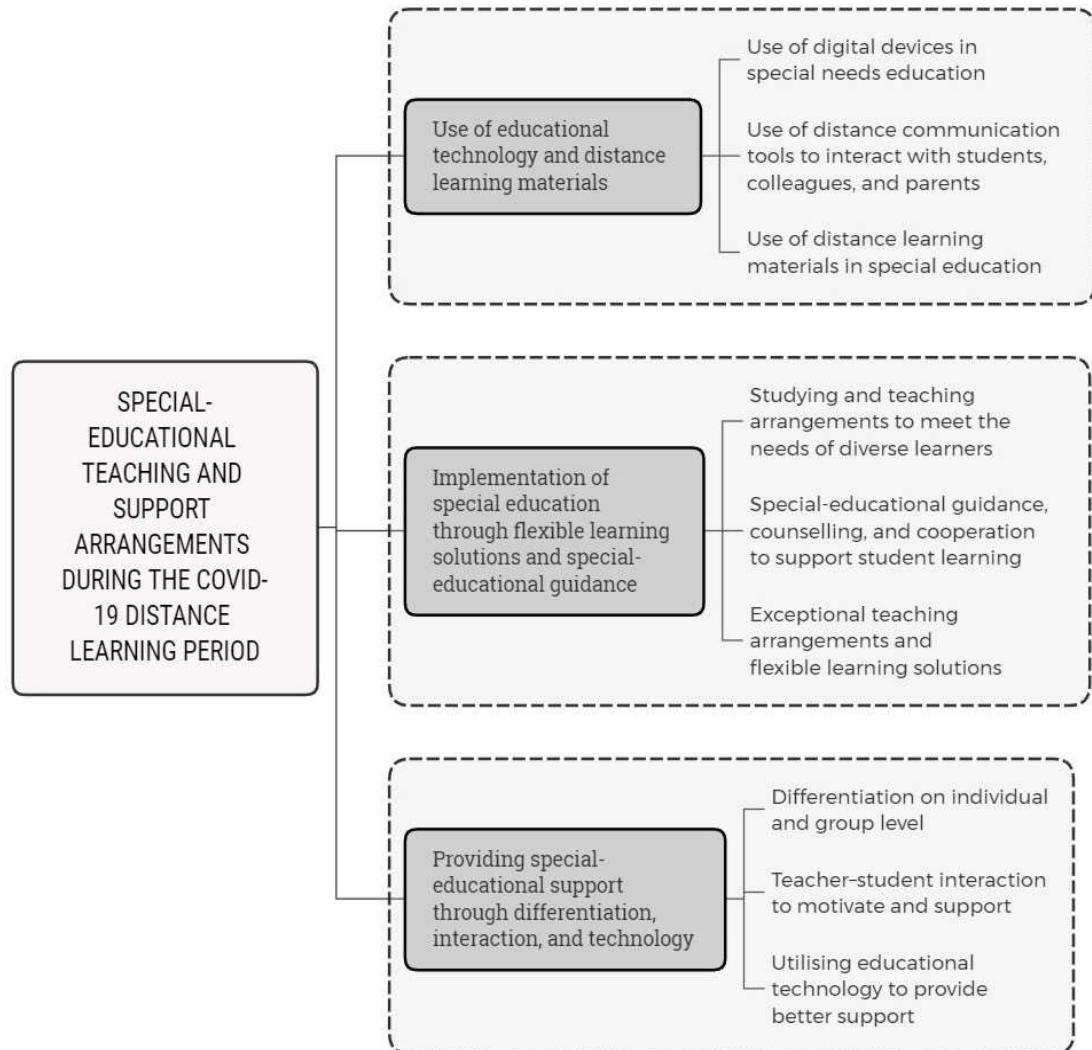 SPECIAL-
EDUCATIONAL
TEACHING AND
SUPPORT
ARRANGEMENTS
DURING THE COVID-
19 DISTANCE
LEARNING PERIOD
Use of educational
technology and distance
learning materials
Use of digital devices in
special needs education
Use of distance communication
tools to interact with students,
colleagues, and parents
Use of distance learning
materials in special education
Implementation of
special education
through flexible learning
solutions and special-
educational guidance
Studying and teaching
arrangements to meet the
needs of diverse learners
Special-educational guidance,
counselling, and cooperation
to support student learning
Exceptional teaching
arrangements and
flexible learning solutions
Providing special-
educational support
through differentiation,
interaction, and technology
Differentiation on individual
and group level
Teacher–student interaction
to motivate and support
Utilising educational
technology to provide
better support